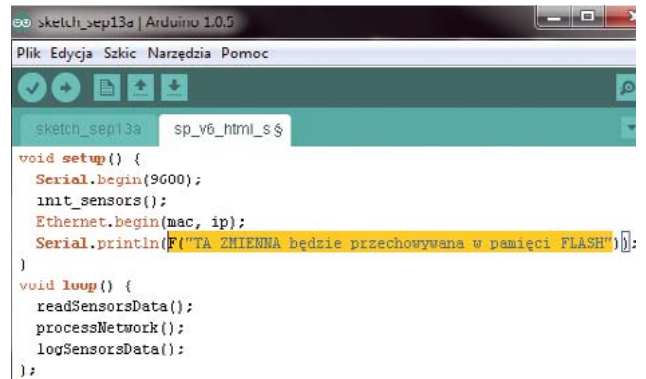 sketch_sep13a | Arduino 1.0.5
Plik Edycja Szkic Narzędzia Pomoc
sketch_sep13a sp_v6_html_s §
void setup() {
Serial.begin(9600);
init_sensors();
Ethernet.begin(mac, ip);
Serial.println(F("TA ZMIENNA będzie przechowywana w pamięci FLASH"));
}
void loop() {
readSensorsData();
processNetwork();
logSensorsData();
};